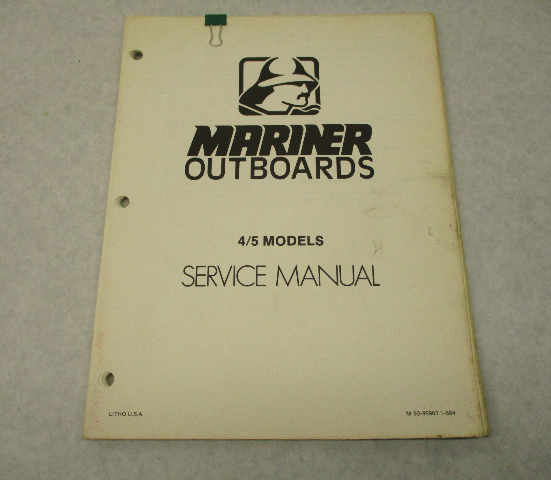 MARINER
OUTBOARDS
4/5 MODELS
SERVICE MANUAL
LITHO U.S.A.